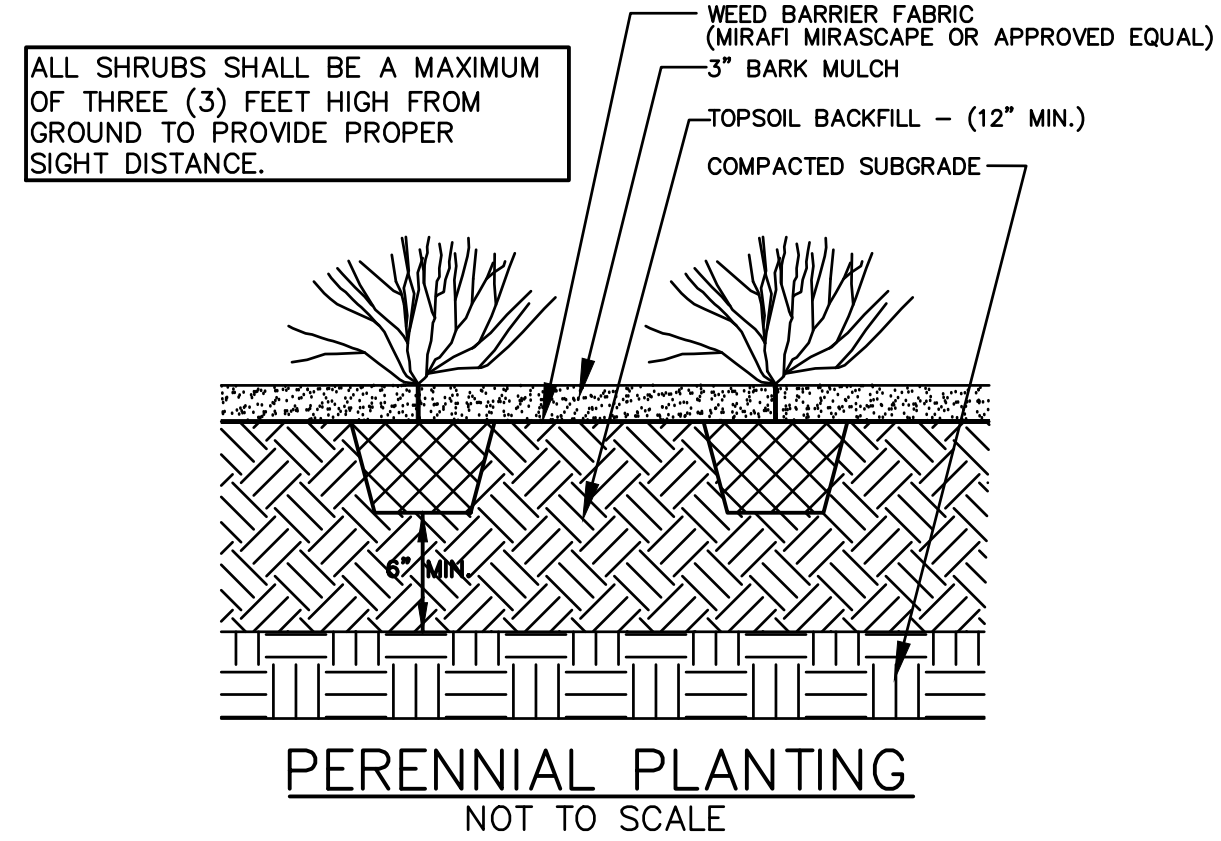 WEED BARRIER FABRIC
(MIRAFI MIRASCAPE OR APPROVED EQUAL)
3" BARK MULCH
TOPSOIL BACKFILL – (12" MIN.)
COMPACTED SUBGRADE
ALL SHRUBS SHALL BE A MAXIMUM
OF THREE (3) FEET HIGH FROM
GROUND TO PROVIDE PROPER
SIGHT DISTANCE.
6" MIN.
PERENNIAL PLANTING
NOT TO SCALE